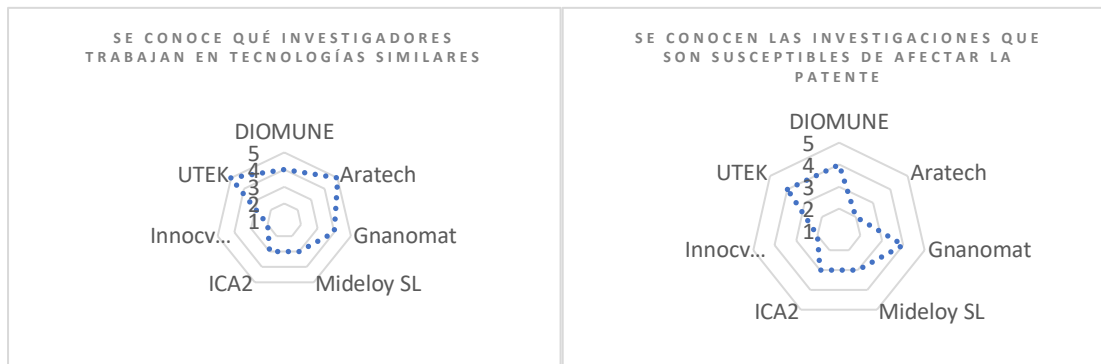 SE CONOCE QUÉ INVESTIGADORES
TRABAJAN EN TECNOLOGÍAS SIMILARES
DIOMUNE
5
4
3
2
1
UTEK
Aratech
Innocv...
Gnanomat
ICA2
Mideloy SL
SE CONOCEN LAS INVESTIGACIONES QUE
SON SUSCEPTIBLES DE AFECTAR LA
PATENTE
DIOMUNE
5
4
3
2
1
UTEK
Aratech
Innocv...
Gnanomat
ICA2
Mideloy SL